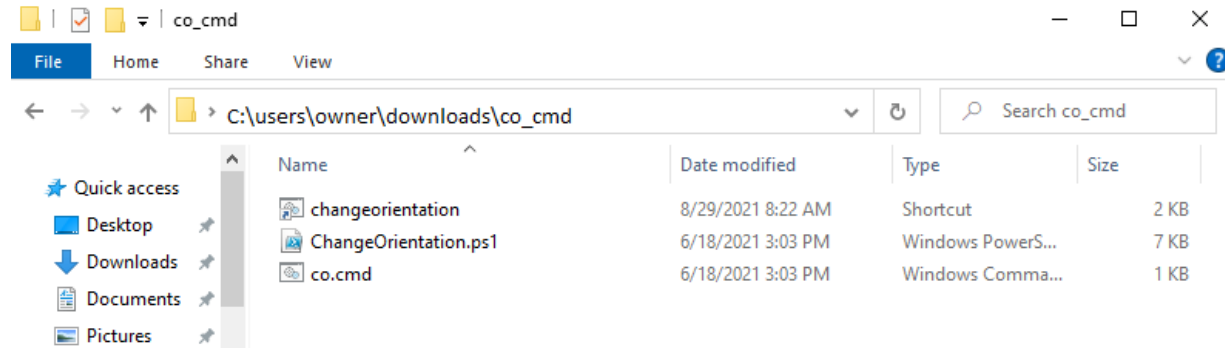 co_cmd
File Home Share View ?
C:\users\owner\downloads\co_cmd Search co_cmd
Name Date modified Type Size
Quick access
changeorientation 8/29/2021 8:22 AM Shortcut 2 KB
Desktop
ChangeOrientation.ps1 6/18/2021 3:03 PM Windows PowerS... 7 KB
Downloads
co.cmd 6/18/2021 3:03 PM Windows Comma... 1 KB
Documents
Pictures